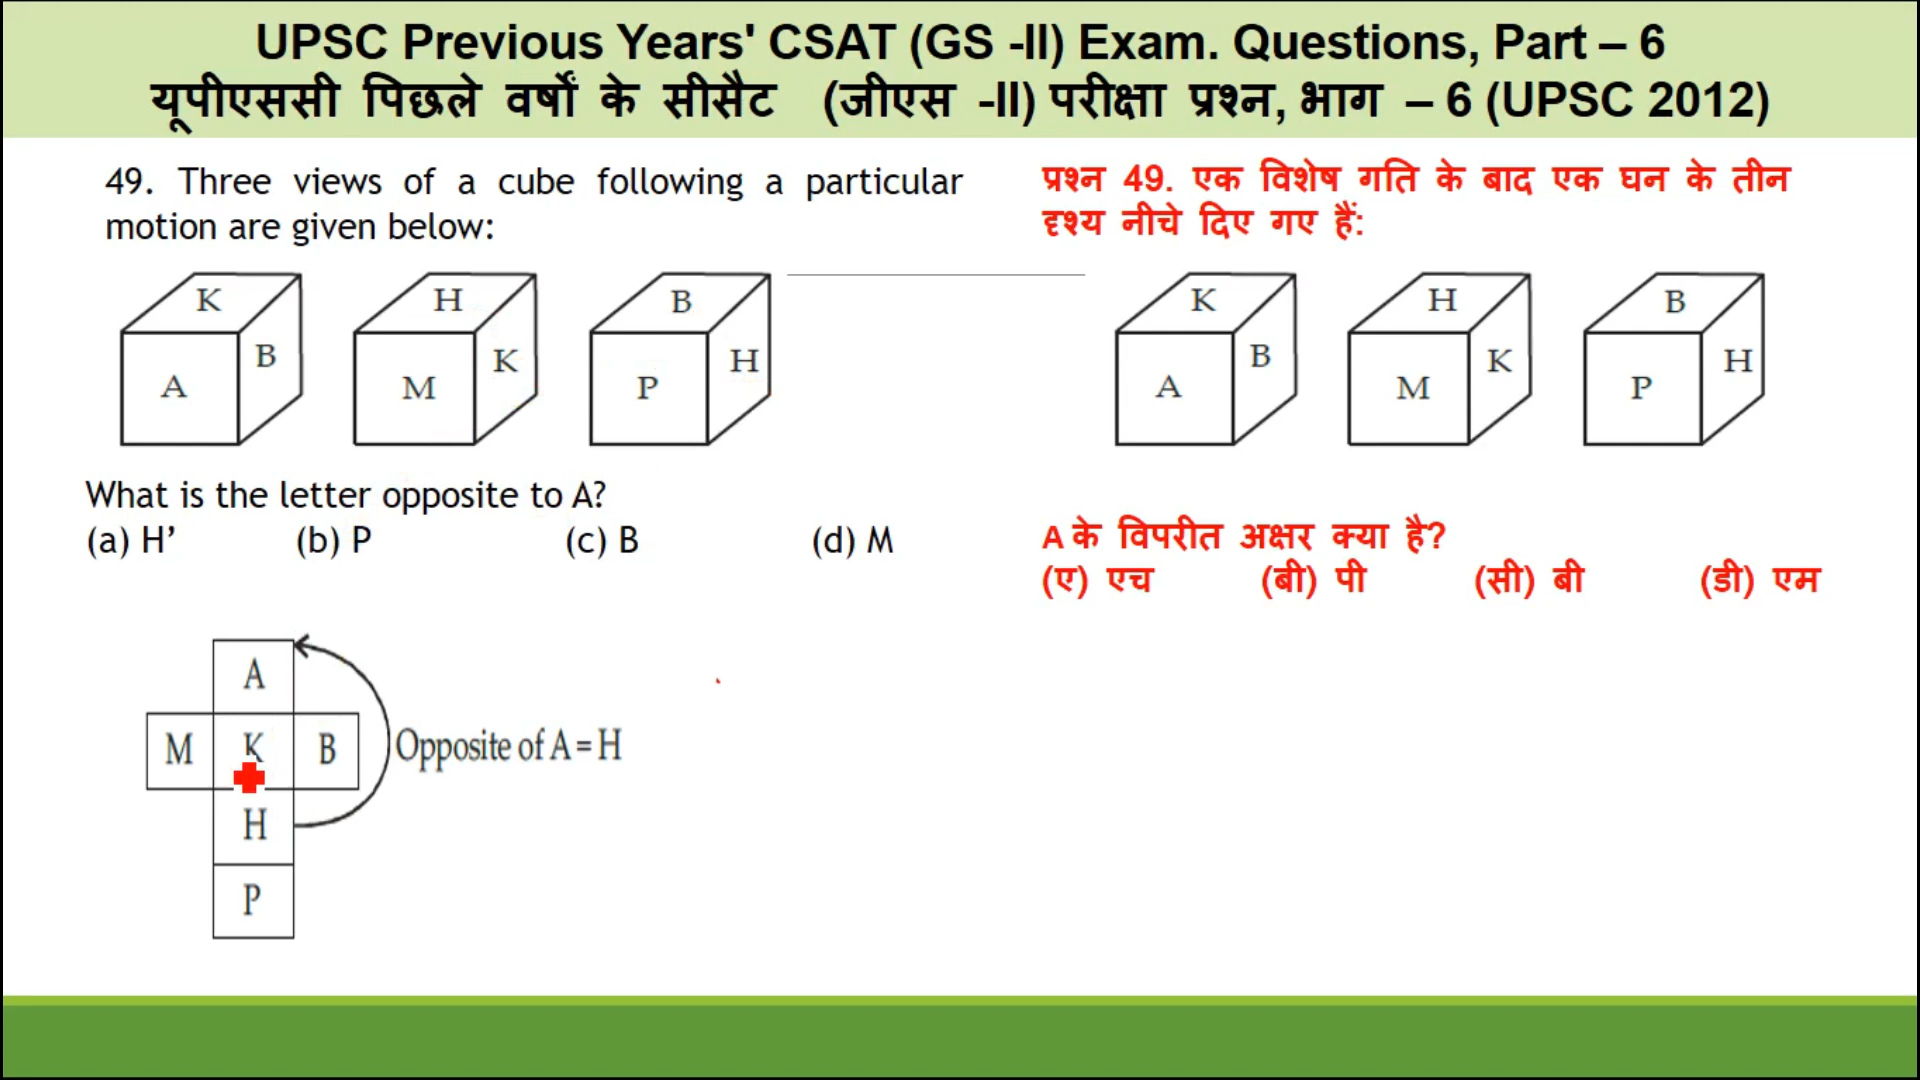 UPSC Previous Years' CSAT (GS -II) Exam. Questions, Part – 6
यूपीएससी पिछले वर्षों के सीसैट (जीएस -II) परीक्षा प्रश्न, भाग – 6 (UPSC 2012)
49. Three views of a cube following a particular
motion are given below:
K
A
B
H
M
K
B
P
H
What is the letter opposite to A?
(a) H’ (b) P (c) B (d) M
A
M K B
H
P
Opposite of A = H
प्रश्न 49. एक विशेष गति के बाद एक घन के तीन
दृश्य नीचे दिए गए हैं:
K
A
B
H
M
K
B
P
H
A के विपरीत अक्षर क्या है?
(ए) एच (बी) पी (सी) बी (डी) एम